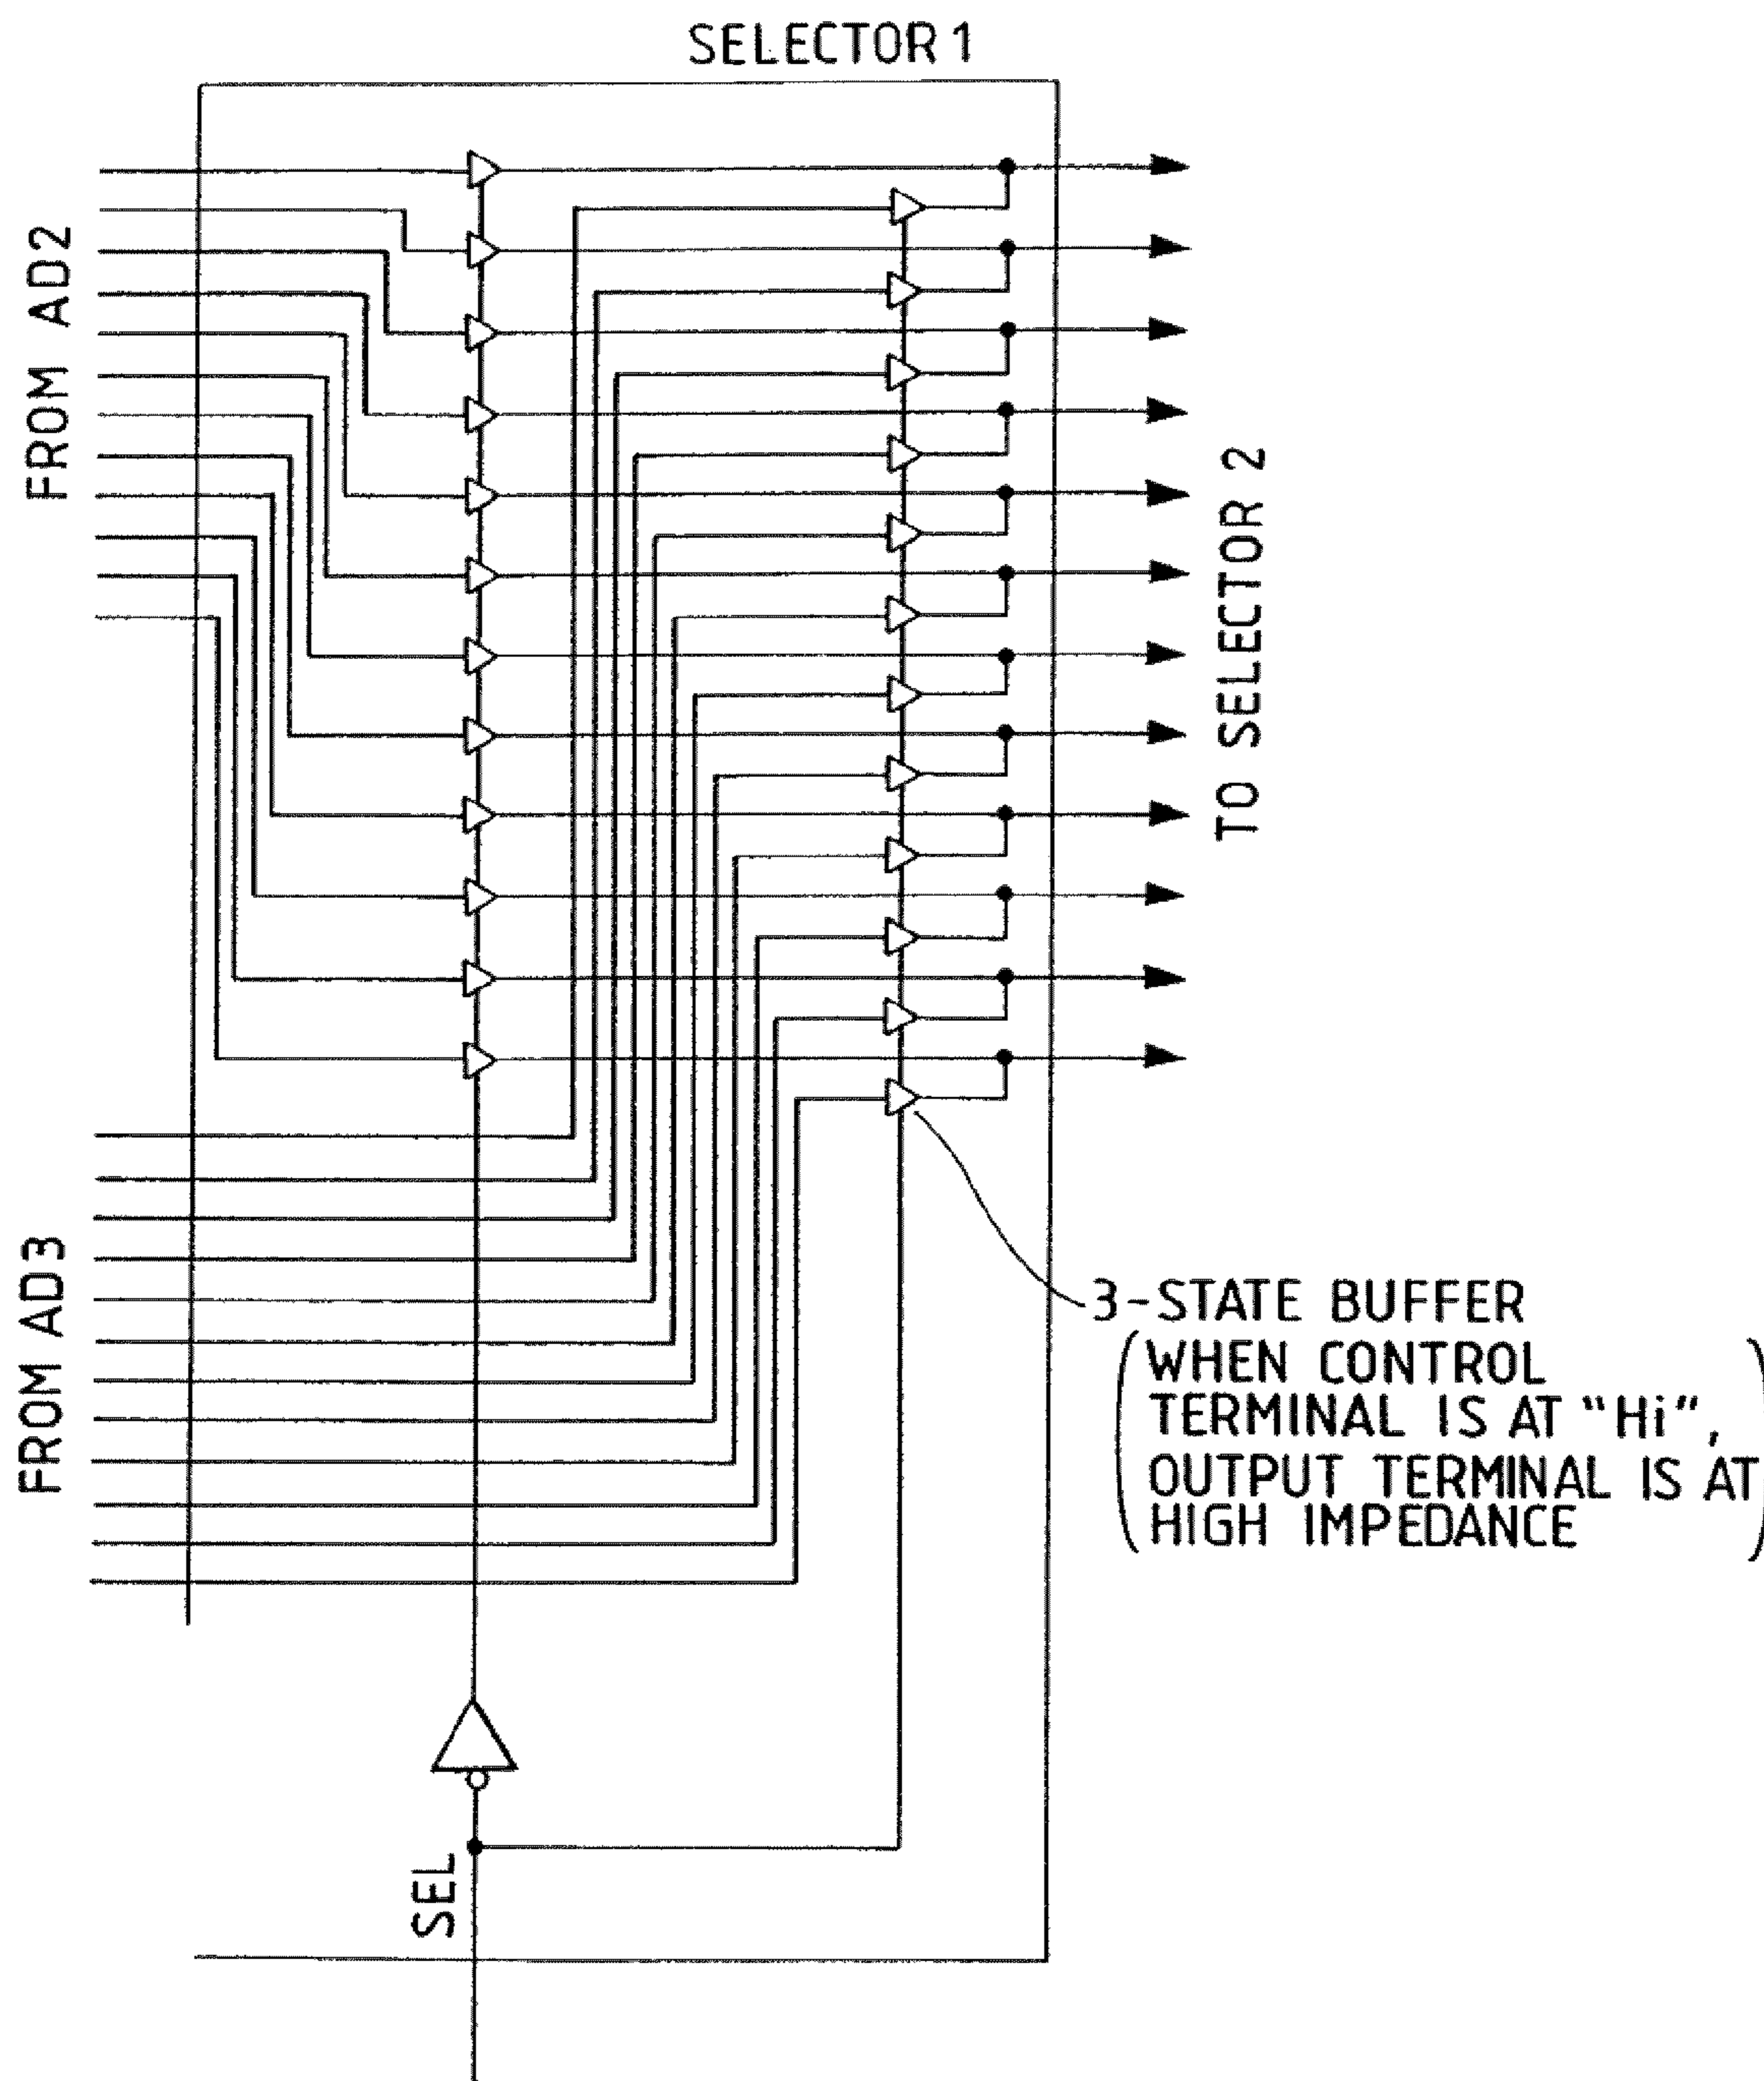 SELECTOR 1
FROM AD2
TO SELECTOR 2
FROM AD3
3-STATE BUFFER
(WHEN CONTROL
TERMINAL IS AT "Hi",
OUTPUT TERMINAL IS AT
HIGH IMPEDANCE)
SEL